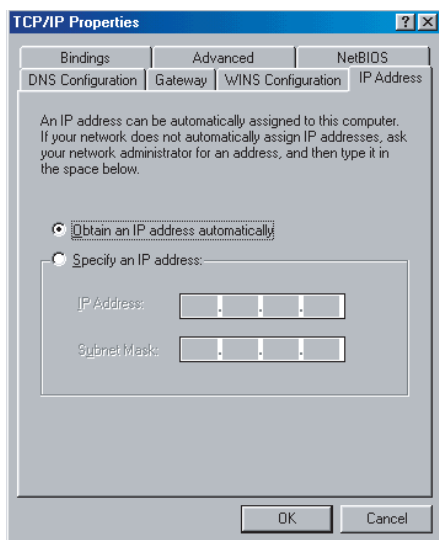 TCP/IP Properties
? X
Bindings Advanced NetBIOS
DNS Configuration Gateway WINS Configuration IP Address
An IP address can be automatically assigned to this computer.
If your network does not automatically assign IP addresses, ask
your network administrator for an address, and then type it in
the space below.
Obtain an IP address automatically
Specify an IP address:
IP Address:
Subnet Mask:
OK Cancel